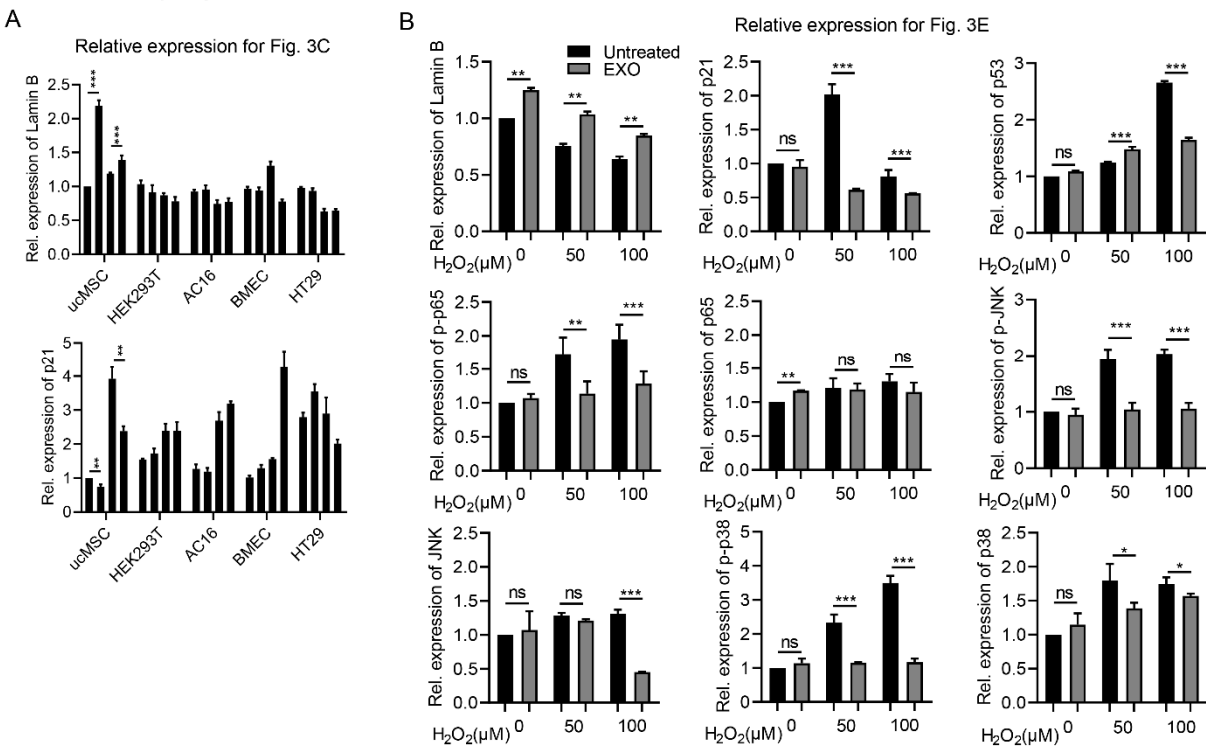 A
Relative expression for Fig. 3C
Rel. expression of Lamin B
2.5
2.0
1.5
1.0
0.5
0.0
***
***
ucMSC
HEK293T
AC16
BMEC
HT29
Rel. expression of p21
5
4
3
2
1
0
**
**
ucMSC
HEK293T
AC16
BMEC
HT29
B
Relative expression for Fig. 3E
Untreated
EXO
Rel. expression of Lamin B
1.5
1.0
0.5
0.0
** ** **
H₂O₂(μM) 0 50 100
Rel. expression of p21
2.5
2.0
1.5
1.0
0.5
0.0
ns *** ***
H₂O₂(μM) 0 50 100
Rel. expression of p53
3
2
1
0
ns *** ***
H₂O₂(μM) 0 50 100
Rel. expression of p-p65
2.5
2.0
1.5
1.0
0.5
0.0
ns ** ***
H₂O₂(μM) 0 50 100
Rel. expression of p65
2.5
2.0
1.5
1.0
0.5
0.0
** ns ns
H₂O₂(μM) 0 50 100
Rel. expression of p-JNK
3
2
1
0
ns *** ***
H₂O₂(μM) 0 50 100
Rel. expression of JNK
2.5
2.0
1.5
1.0
0.5
0.0
ns ns ***
H₂O₂(μM) 0 50 100
Rel. expression of p-p38
5
4
3
2
1
0
ns *** ***
H₂O₂(μM) 0 50 100
Rel. expression of p38
2.5
2.0
1.5
1.0
0.5
0.0
ns * *
H₂O₂(μM) 0 50 100